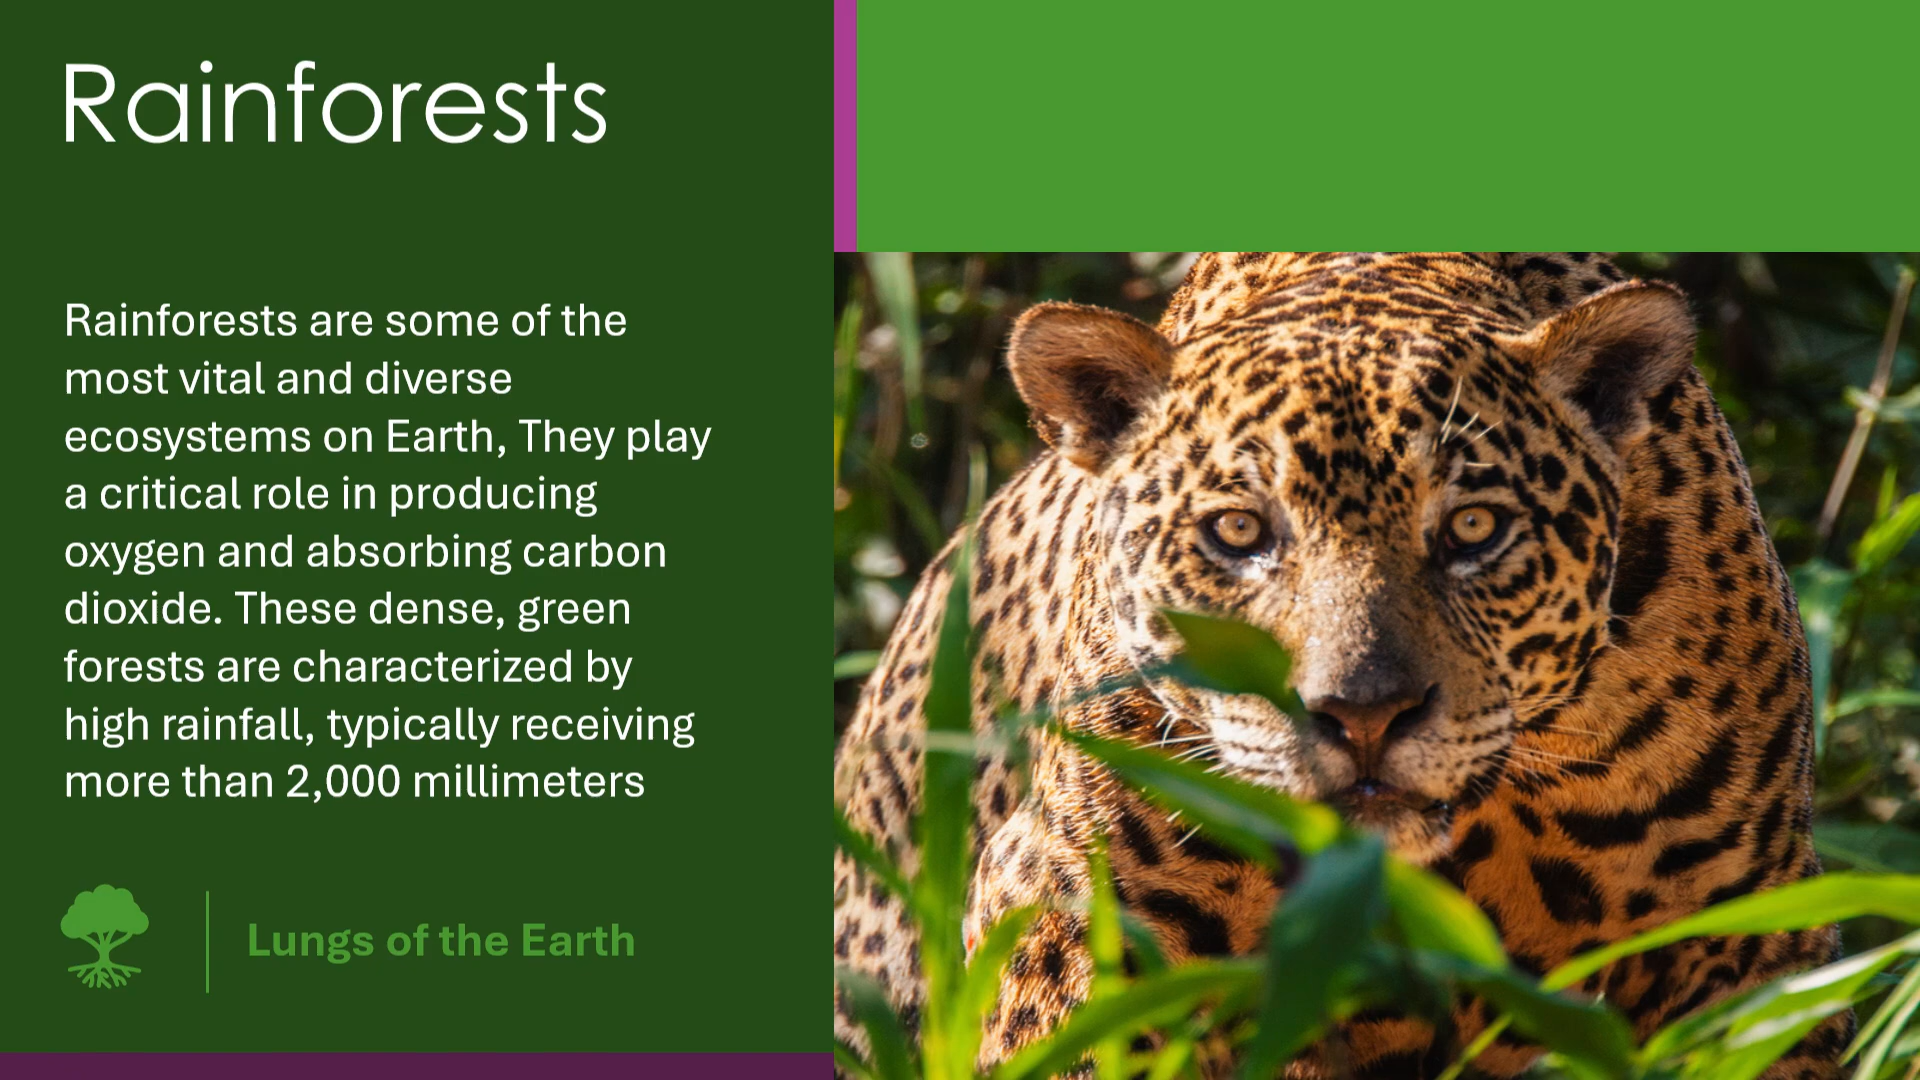 Rainforests
Rainforests are some of the
most vital and diverse
ecosystems on Earth, They play
a critical role in producing
oxygen and absorbing carbon
dioxide. These dense, green
forests are characterized by
high rainfall, typically receiving
more than 2,000 millimeters
Lungs of the Earth